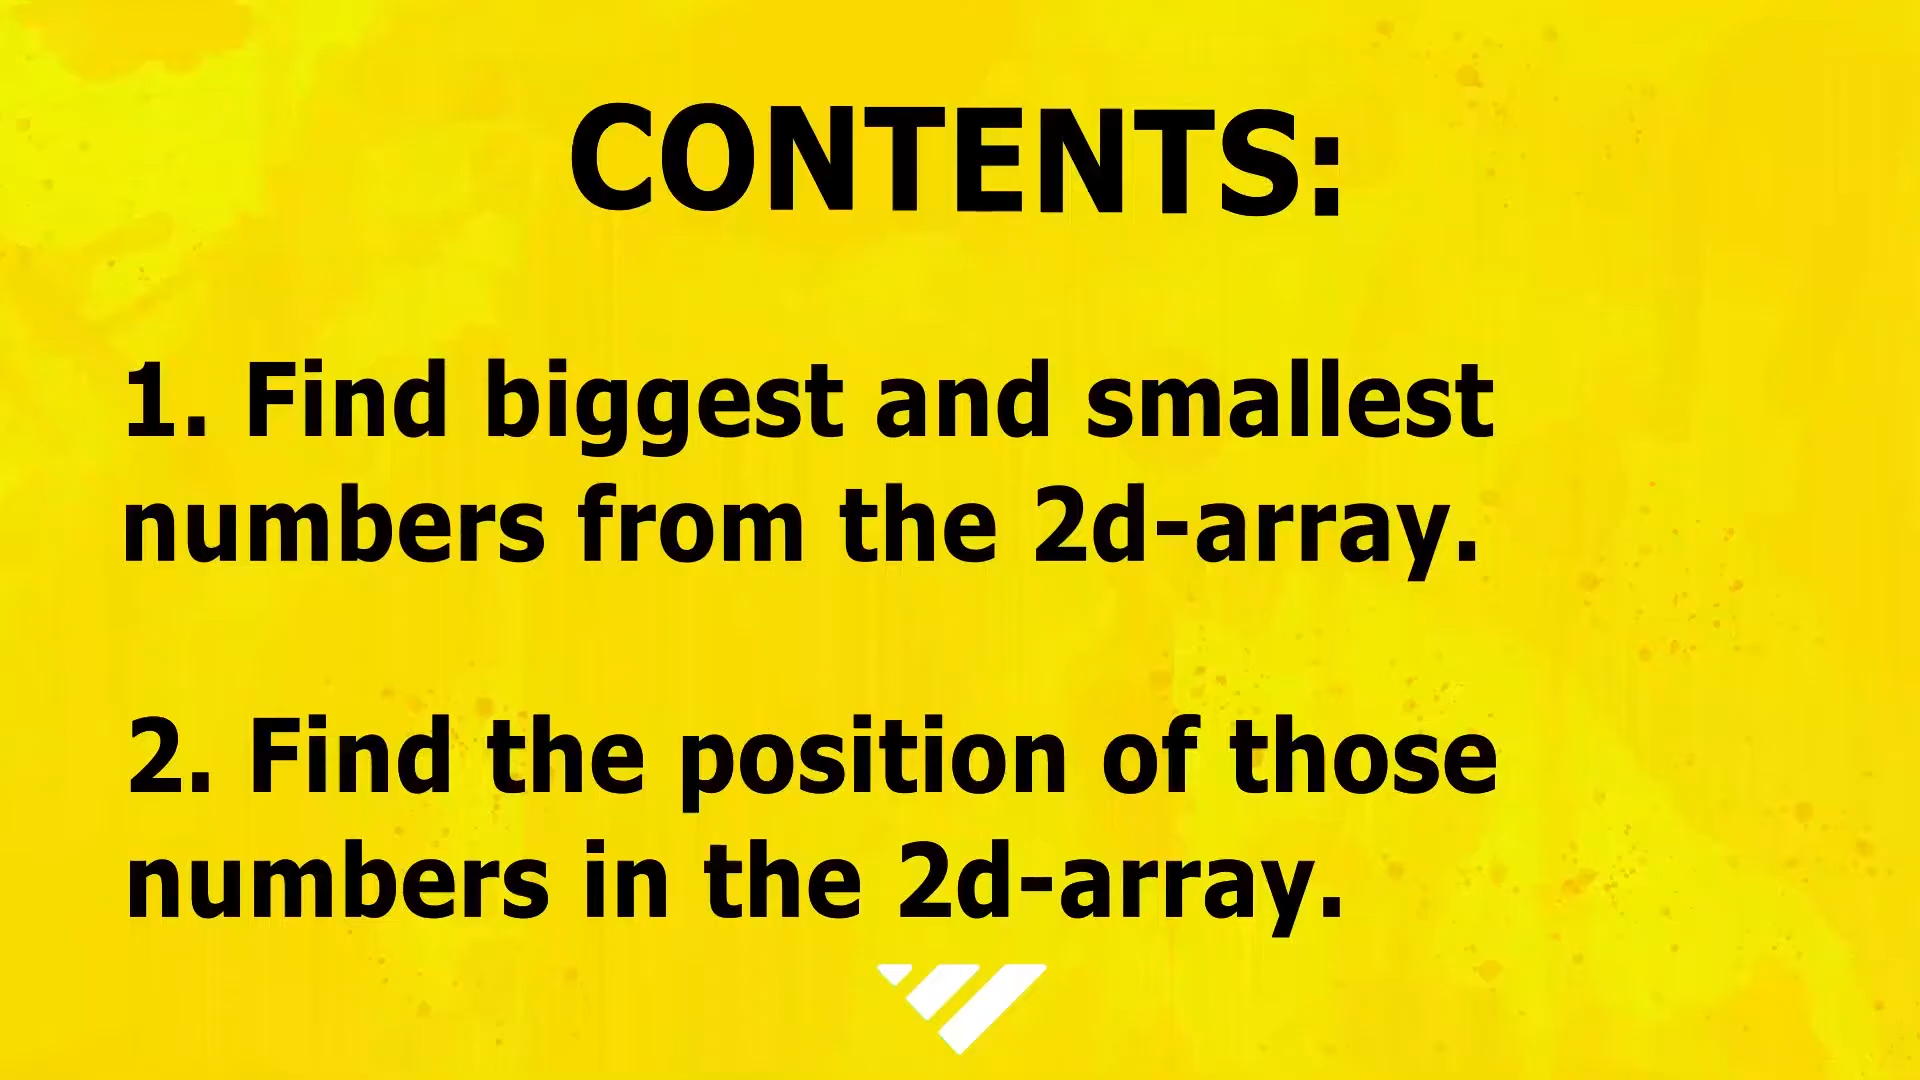 CONTENTS:
1. Find biggest and smallest
numbers from the 2d-array.
2. Find the position of those
numbers in the 2d-array.